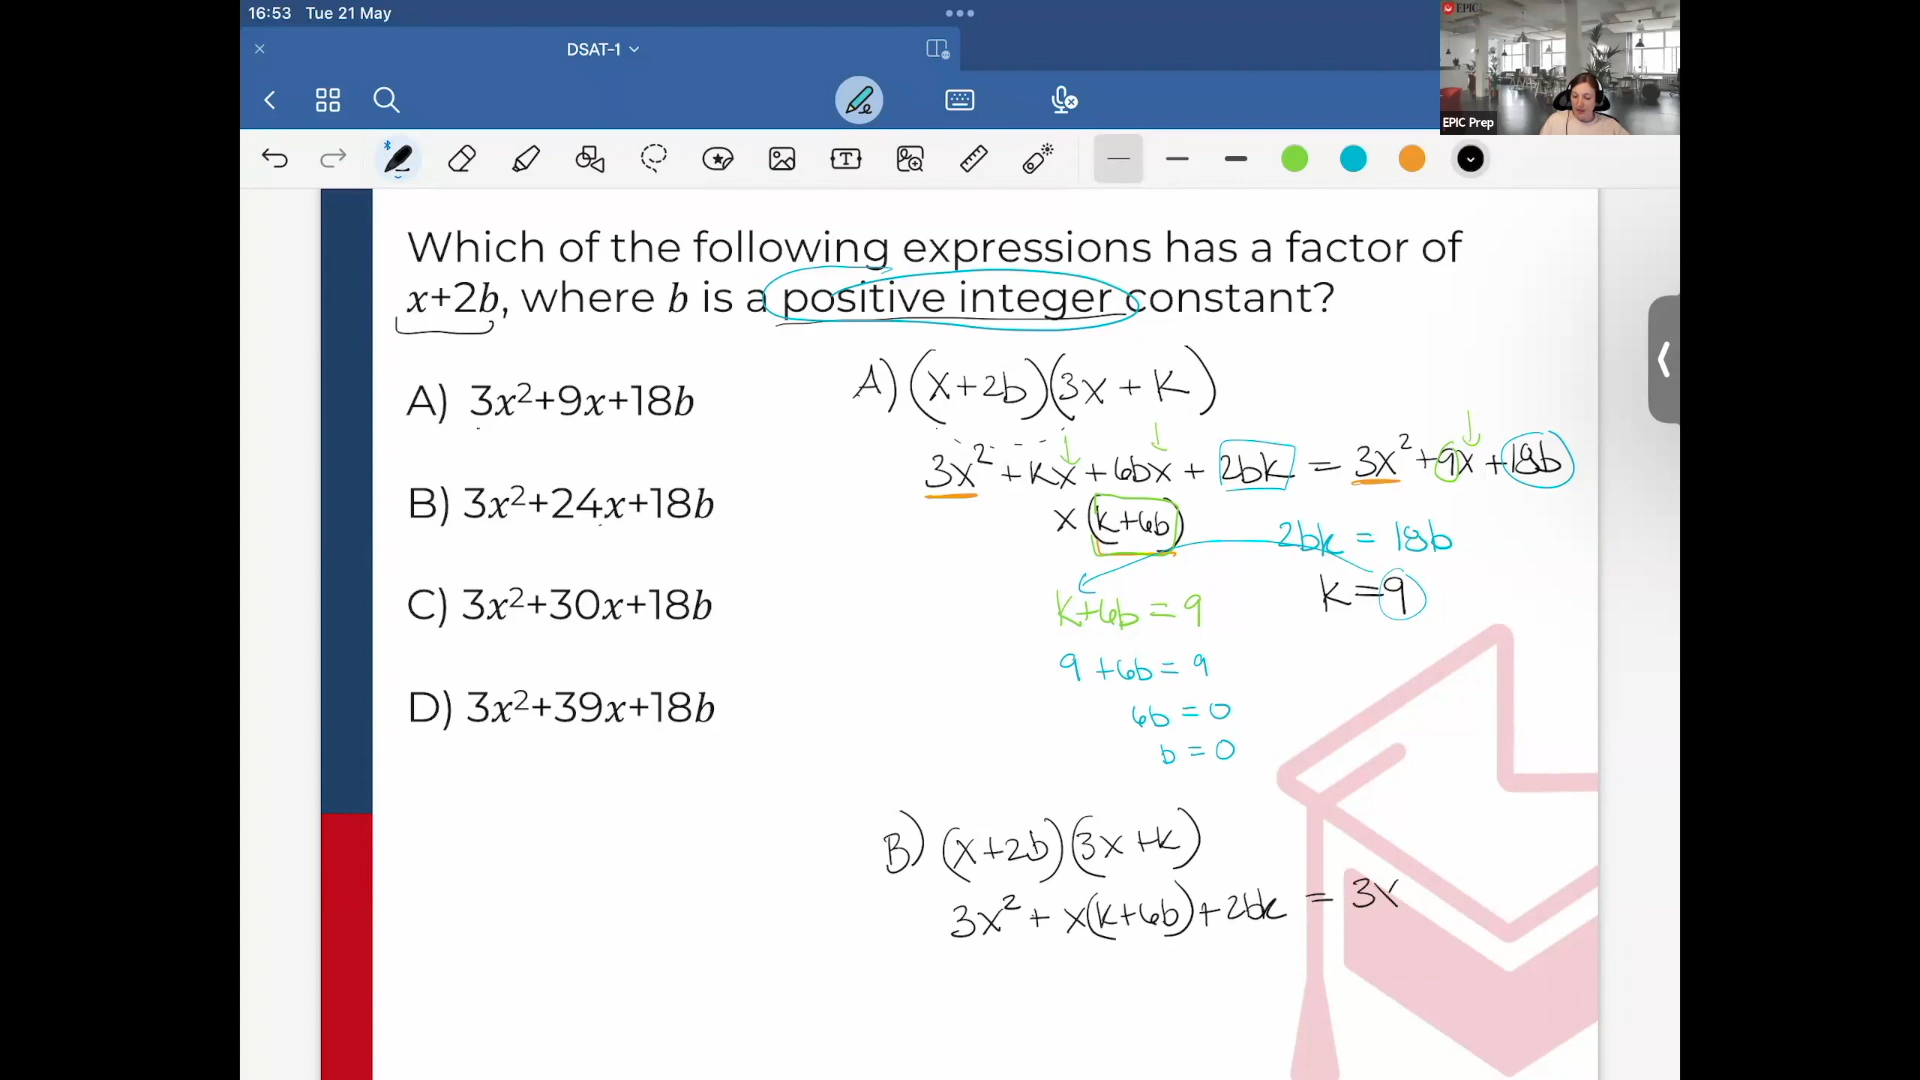 16:53 Tue 21 May
DSAT-1
EPIC
EPIC Prep
Which of the following expressions has a factor of
x+2b, where b is a positive integer constant?
A) 3x²+9x+18b
B) 3x²+24x+18b
C) 3x²+30x+18b
D) 3x²+39x+18b
A) (x+2b)(3x+k)
3x²+kx+6bx+2bk = 3x²+9x+18b
x(k+6b)
2bk = 18b
k=9
k+6b=9
9+6b=9
6b=0
b=0
B) (x+2b)(3x+k)
3x²+x(k+6b)+2bk = 3x